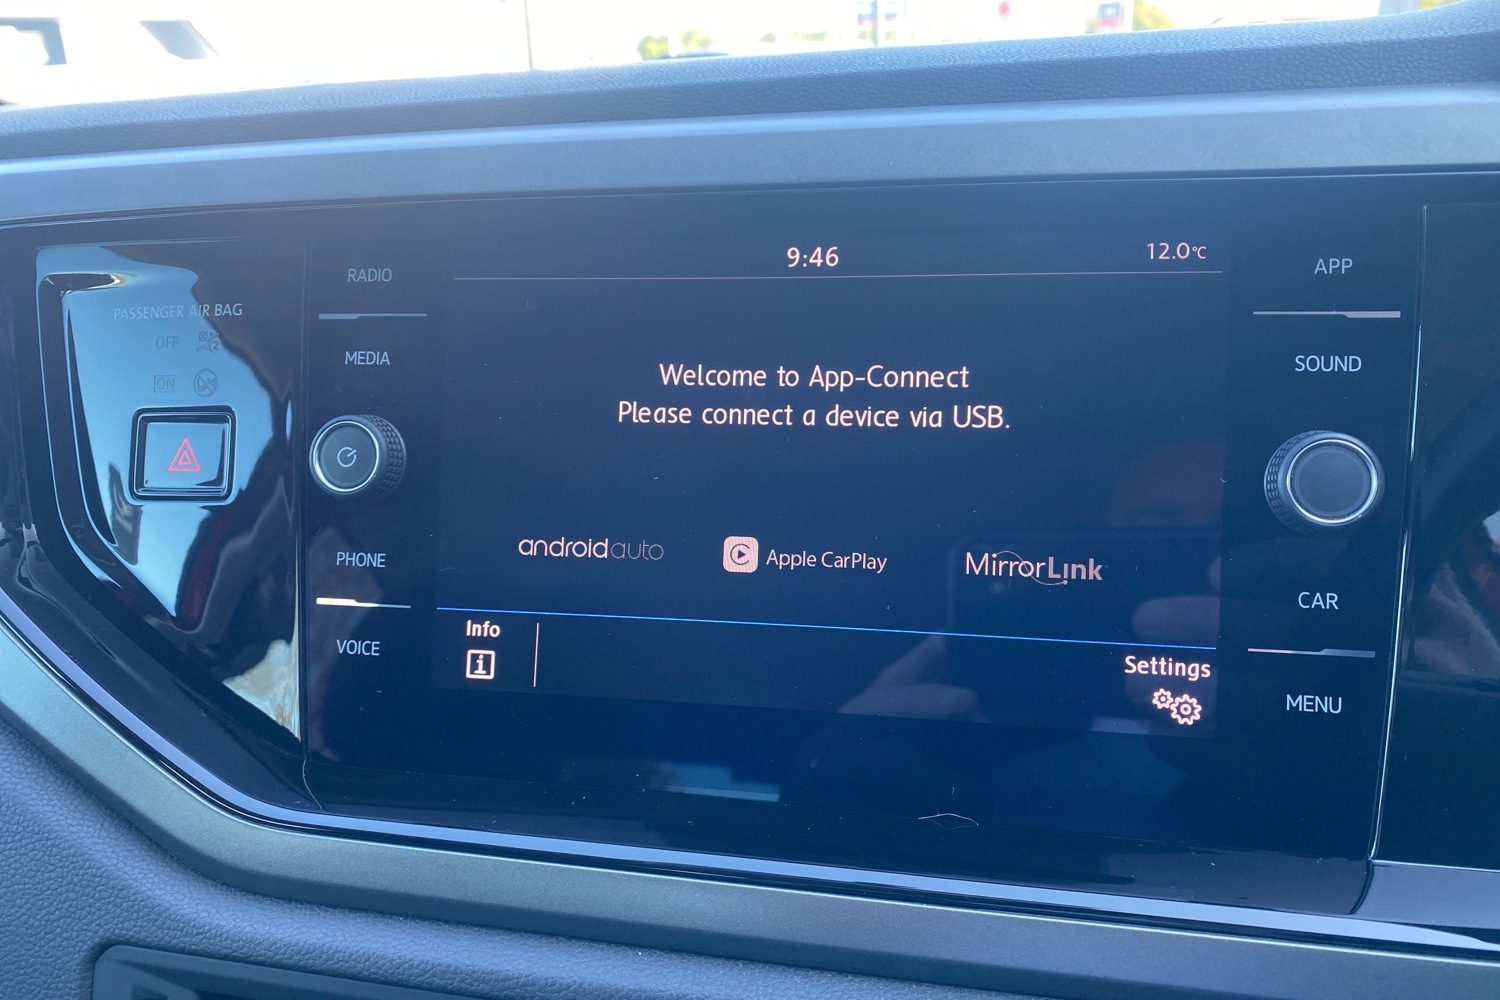 PASSENGER AIR BAG
OFF
ON
RADIO
MEDIA
PHONE
VOICE
9:46
12.0°C
Welcome to App-Connect
Please connect a device via USB.
androidauto
Apple CarPlay
MirrorLink
Info
i
Settings
APP
SOUND
CAR
MENU